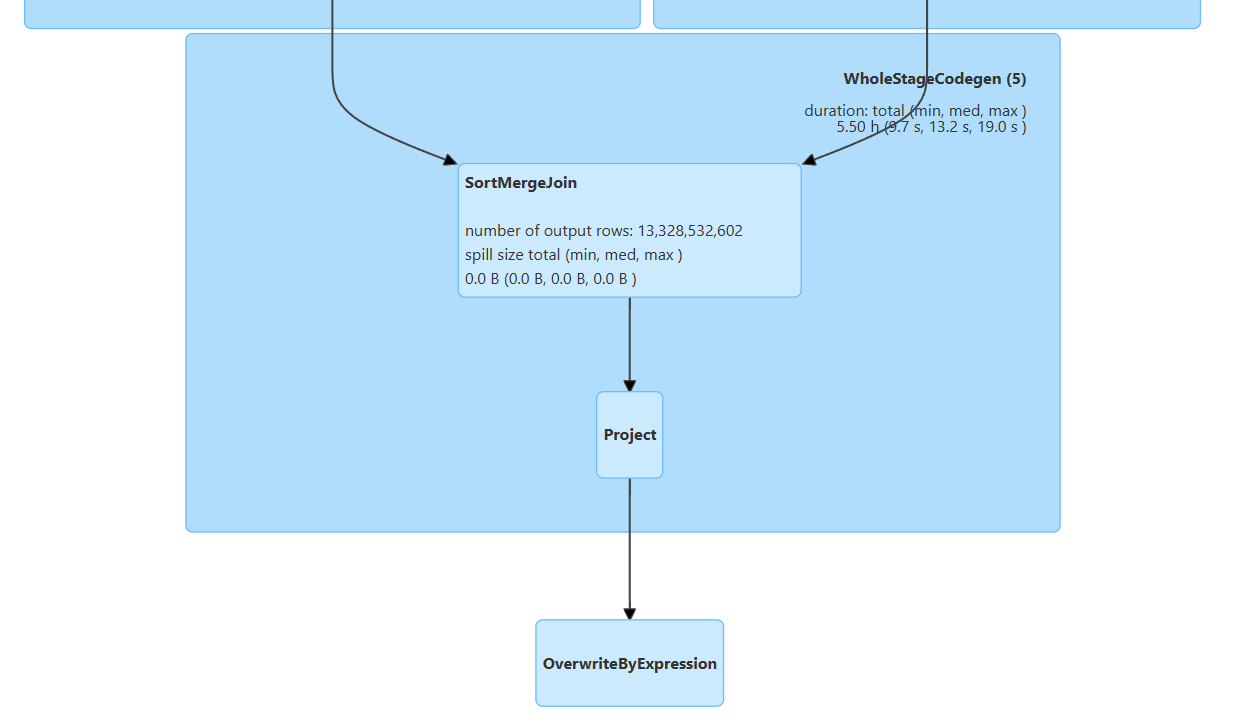 WholeStageCodegen (5)
duration: total (min, med, max )
5.50 h (9.7 s, 13.2 s, 19.0 s )
SortMergeJoin
number of output rows: 13,328,532,602
spill size total (min, med, max )
0.0 B (0.0 B, 0.0 B, 0.0 B )
Project
OverwriteByExpression